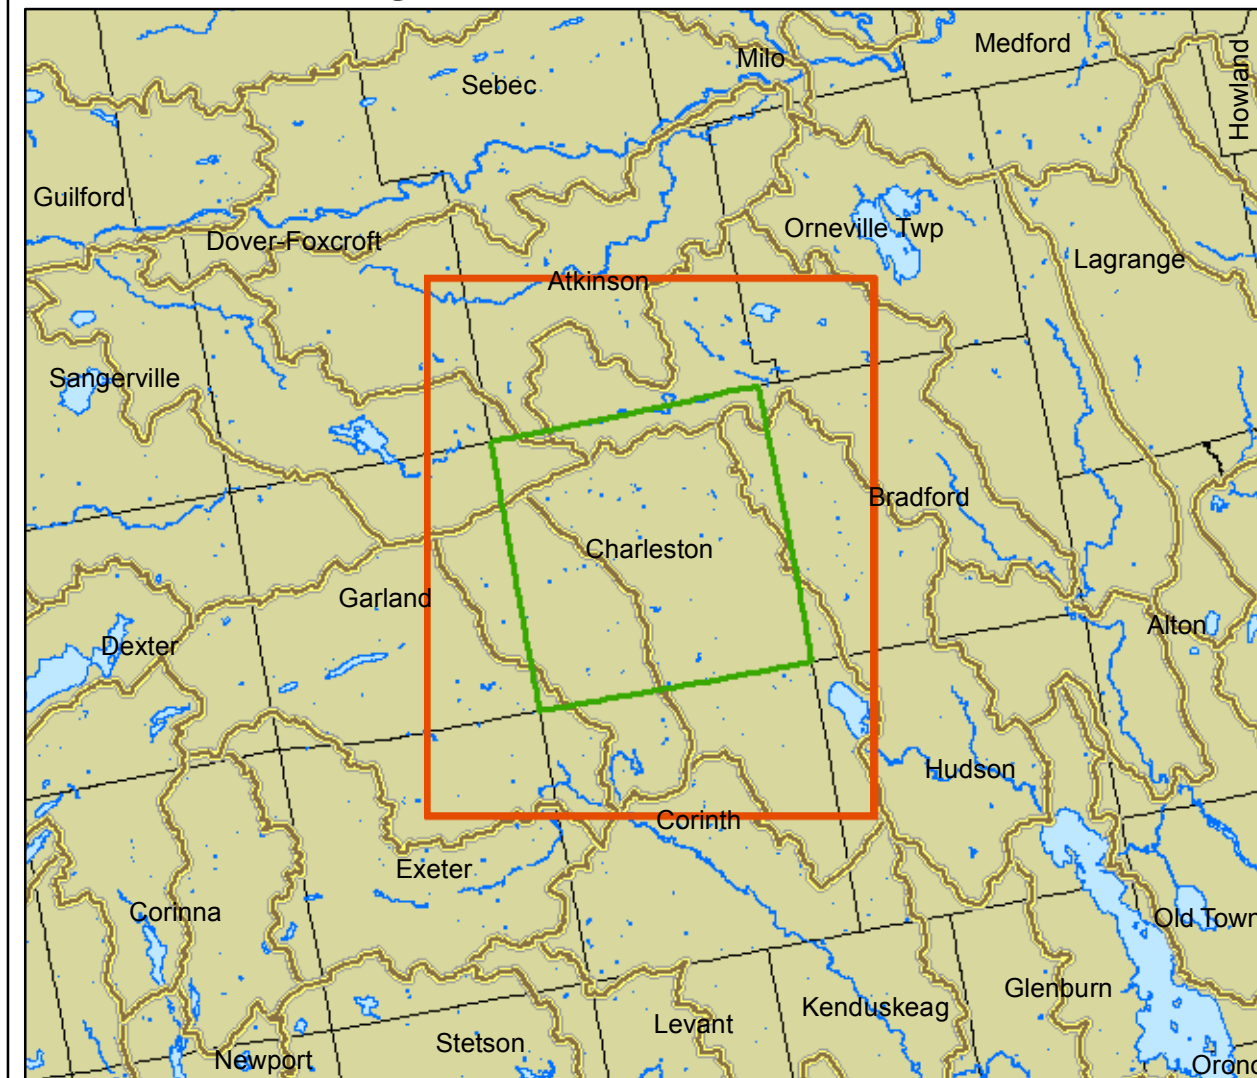 Medford
Milo
Sebec
Howland
Guilford
Orneville Twp
Dover-Foxcroft
Lagrange
Atkinson
Sangerville
Bradford
Charleston
Garland
Alton
Dexter
Hudson
Corinth
Exeter
Corinna
Old Town
Glenburn
Kenduskeag
Levant
Stetson
Newport
Orono